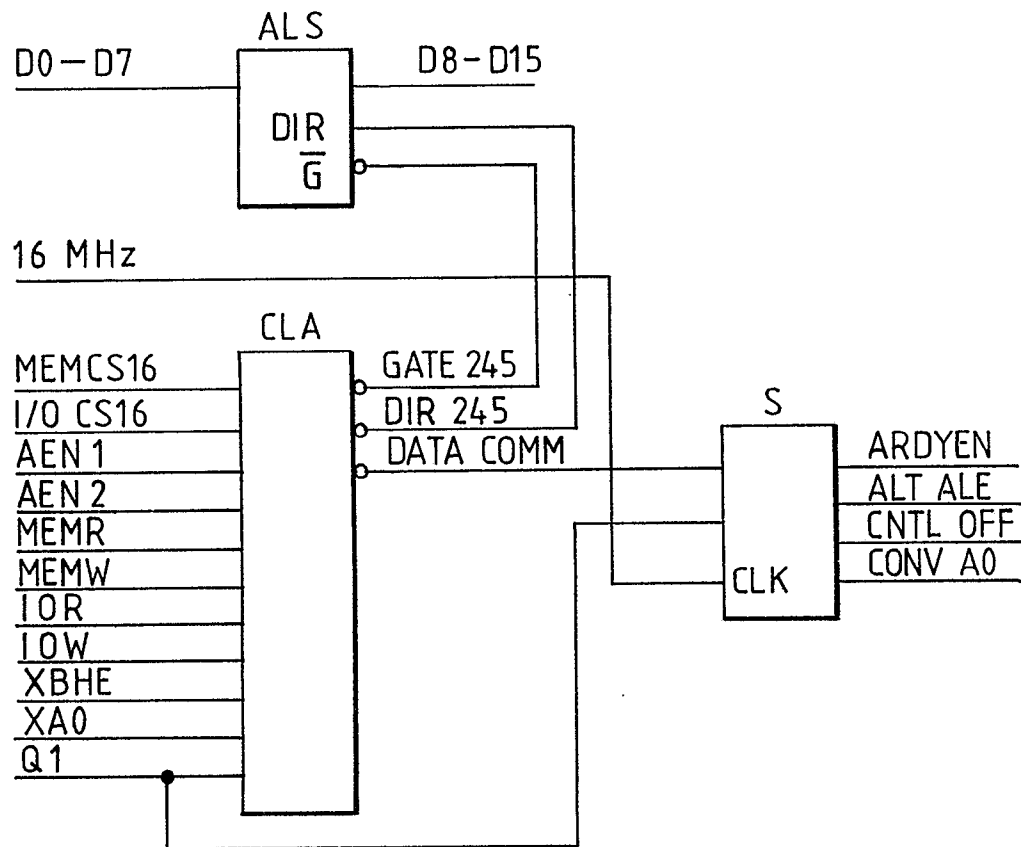 ALS
D0-D7
D8-D15
DIR
G
16 MHz
CLA
MEMCS16
GATE 245
I/O CS16
DIR 245
AEN 1
DATA COMM
AEN 2
MEMR
MEMW
IOR
IOW
XBHE
XA0
Q1
S
ARDYEN
ALT ALE
CNTL OFF
CONV A0
CLK